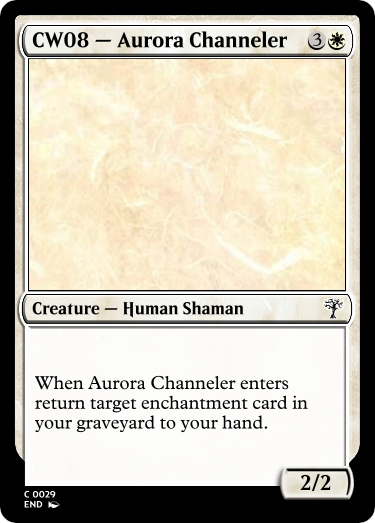 CW08 — Aurora Channeler 3
Creature — Human Shaman
When Aurora Channeler enters
return target enchantment card in
your graveyard to your hand.
2/2
C 0029
END